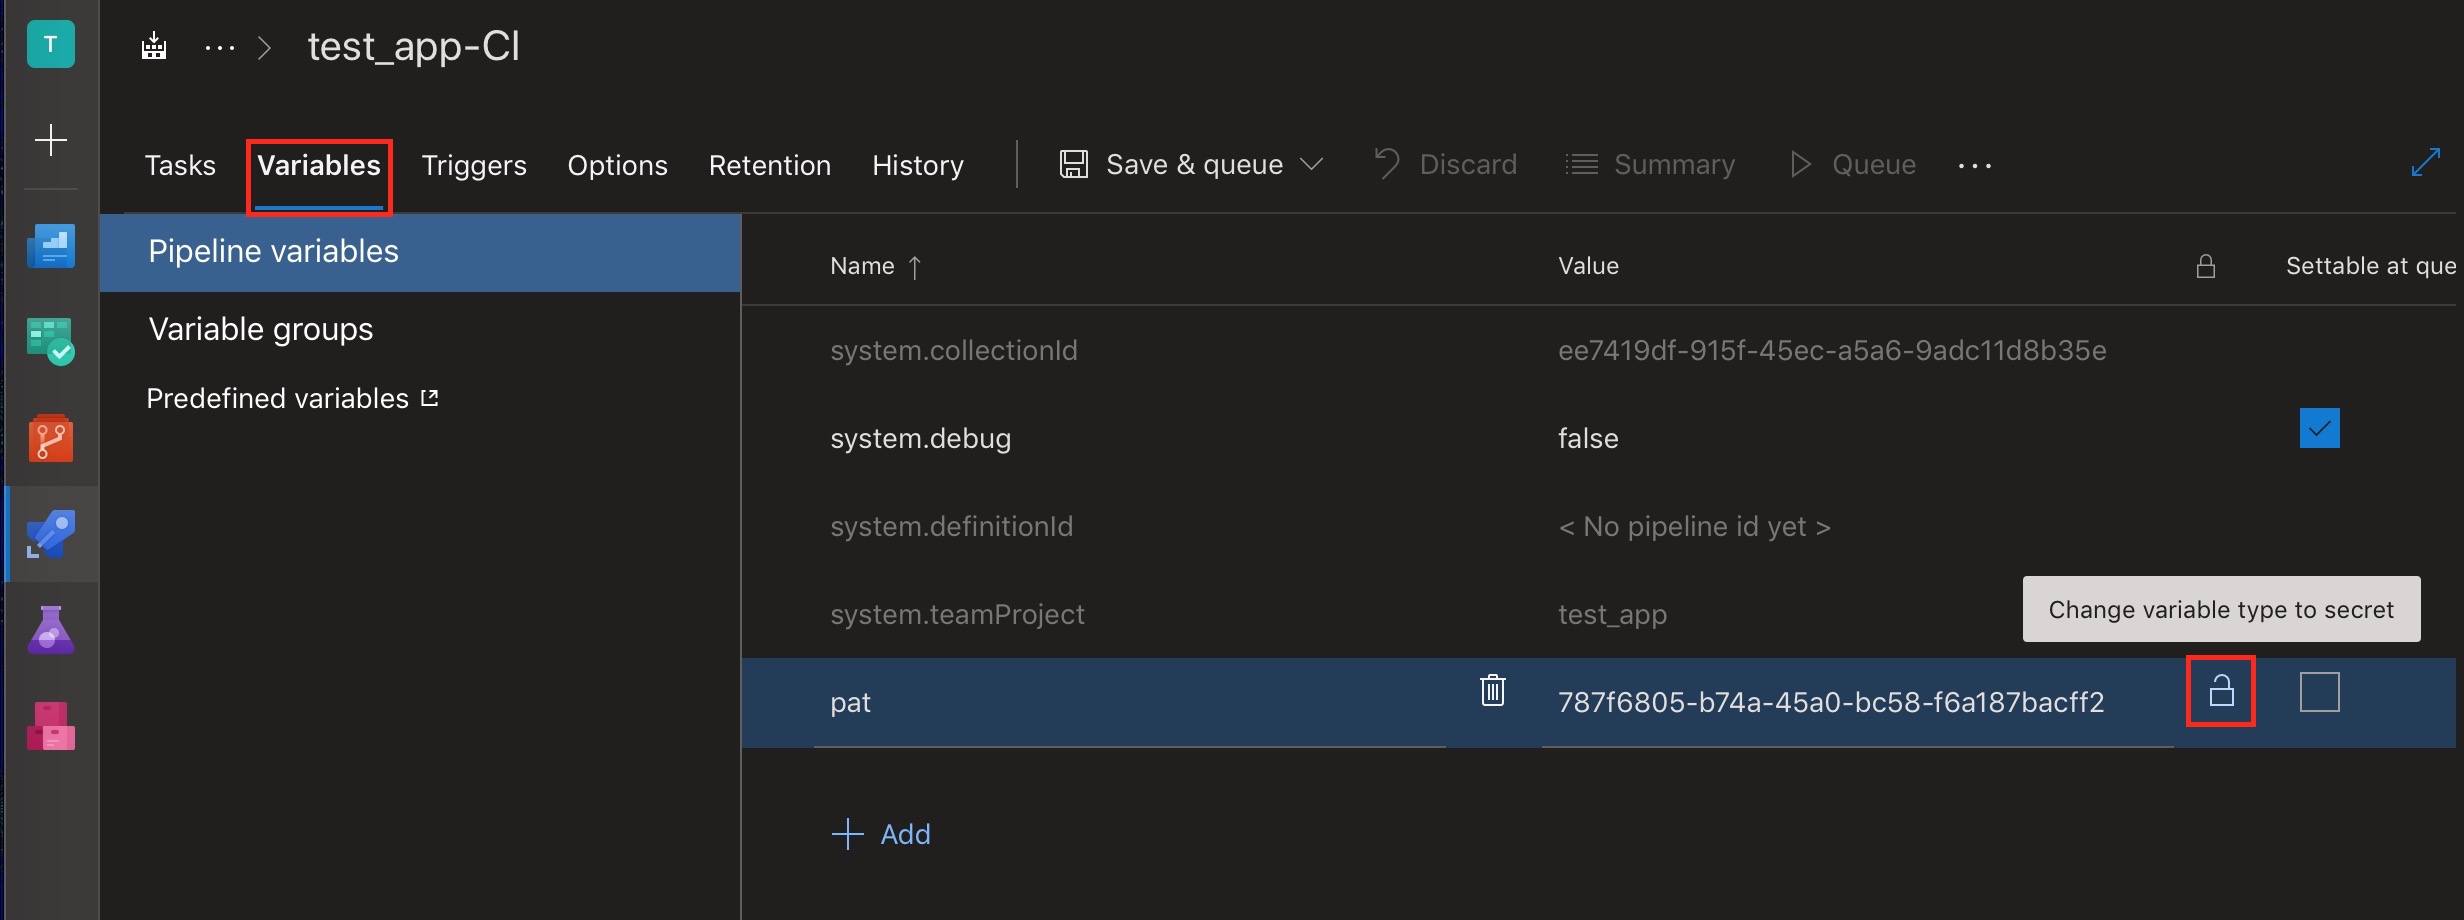 T
··· > test_app-CI
Tasks Variables Triggers Options Retention History Save & queue Discard Summary Queue ···
Pipeline variables
Variable groups
Predefined variables
Name ↑ Value Settable at que
system.collectionId ee7419df-915f-45ec-a5a6-9adc11d8b35e
system.debug false
system.definitionId < No pipeline id yet >
system.teamProject test_app
Change variable type to secret
pat 787f6805-b74a-45a0-bc58-f6a187bacff2
+ Add